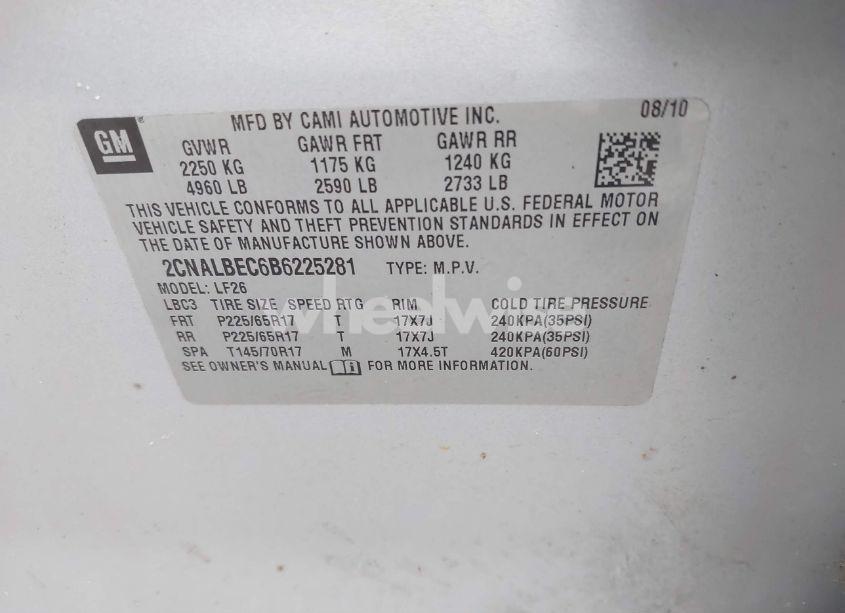 GM
MFD BY CAMI AUTOMOTIVE INC. 08/10
GVWR GAWR FRT GAWR RR
2250 KG 1175 KG 1240 KG
4960 LB 2590 LB 2733 LB
THIS VEHICLE CONFORMS TO ALL APPLICABLE U.S. FEDERAL MOTOR
VEHICLE SAFETY AND THEFT PREVENTION STANDARDS IN EFFECT ON
THE DATE OF MANUFACTURE SHOWN ABOVE.
2CNALBEC6B6225281 TYPE: M.P.V.
MODEL: LF26
LBC3 TIRE SIZE SPEED RTG RIM COLD TIRE PRESSURE
FRT P225/65R17 T 17X7J 240KPA(35PSI)
RR P225/65R17 T 17X7J 240KPA(35PSI)
SPA T145/70R17 M 17X4.5T 420KPA(60PSI)
SEE OWNER'S MANUAL FOR MORE INFORMATION.